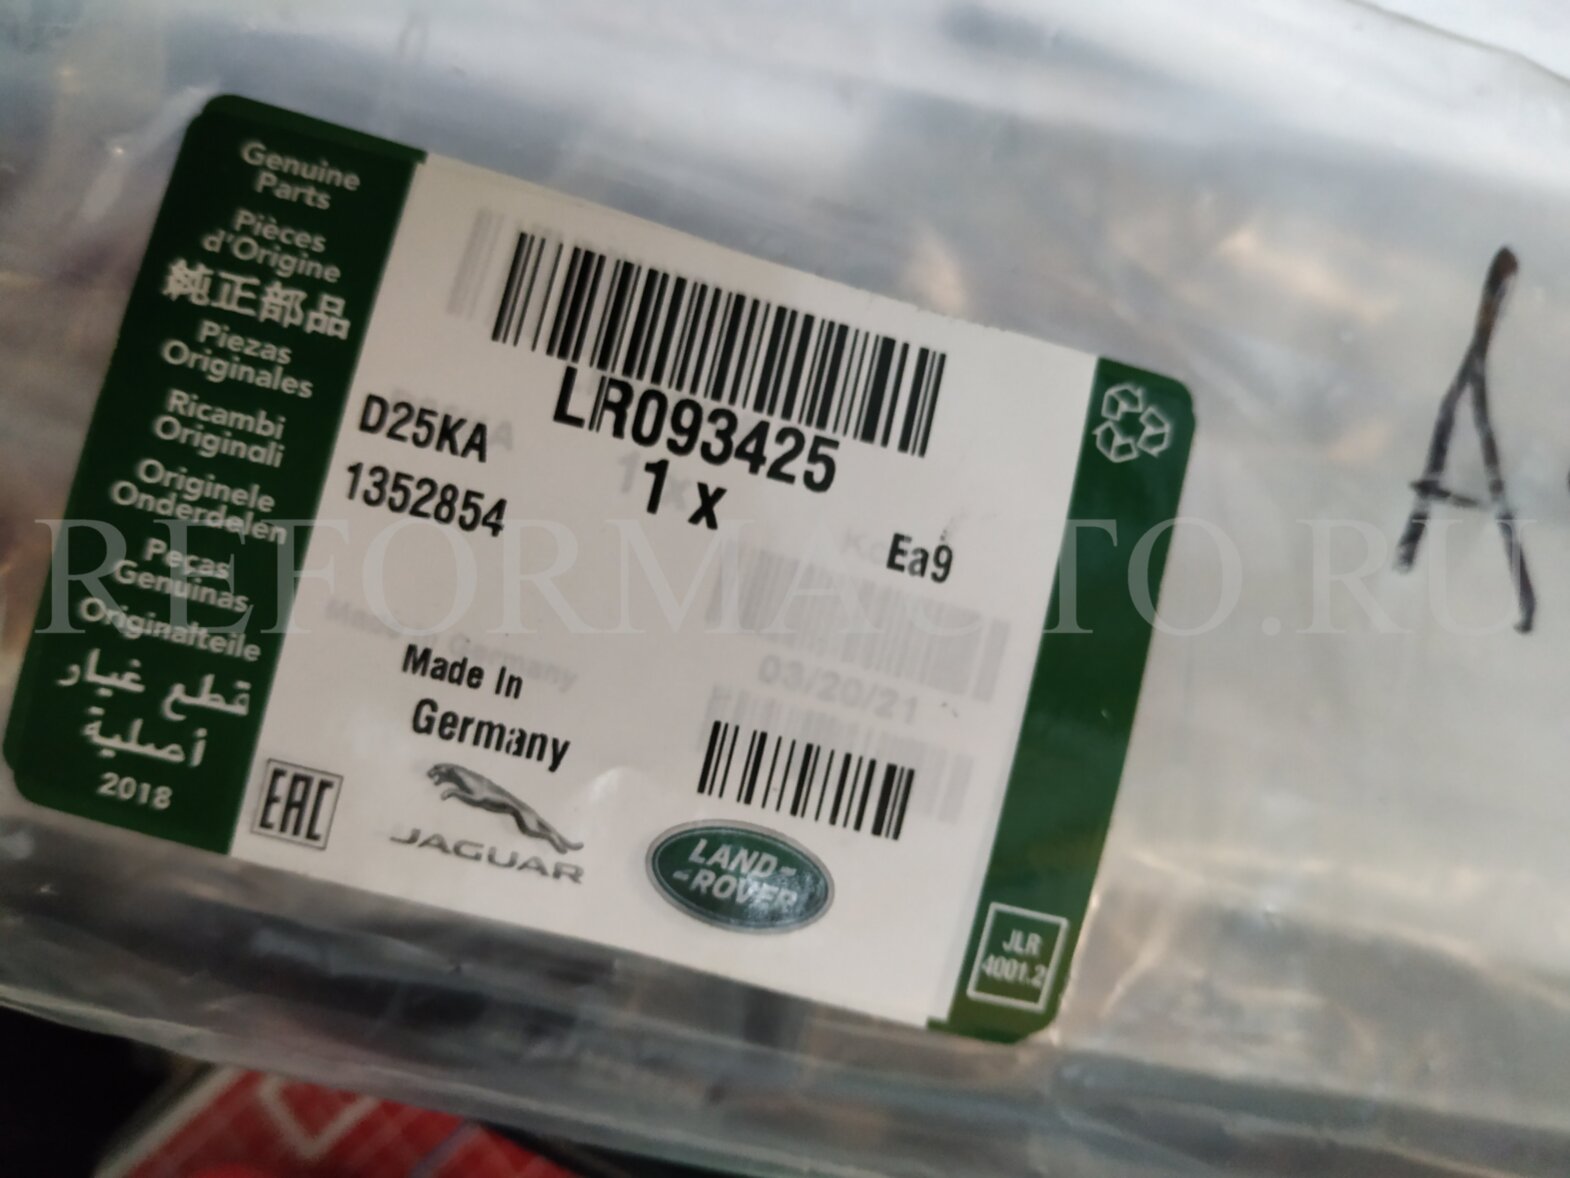 Genuine
Parts
Pièces
d'Origine
純正部品
Piezas
Originales
Ricambi
Originali
Originele
Onderdelen
Peças
Genuinas
Originalteile
قطع غيار
أصلية
2018
LR093425
D25KA
1 x
1352854
Ea9
Made In
Germany
03/20/21
EAC
JAGUAR
LAND-
-ROVER
JLR
4001.2
A
REFORMAUTO.RU